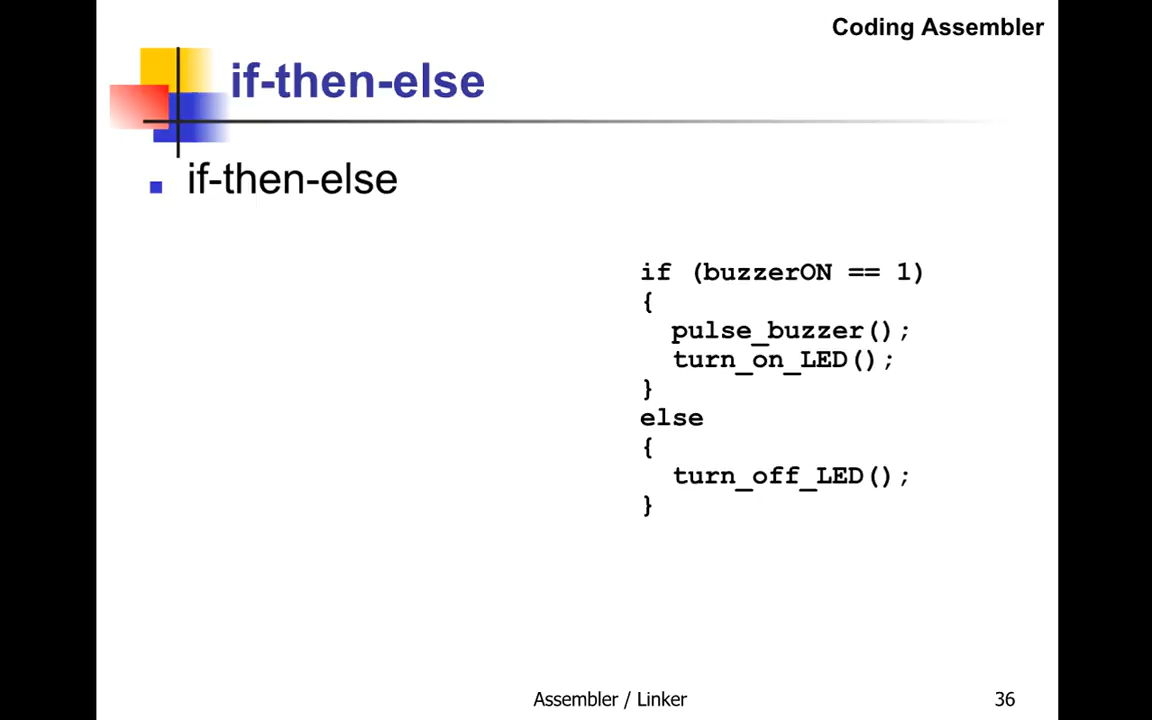 Coding Assembler
if-then-else
if-then-else
if (buzzerON == 1)
{
pulse_buzzer();
turn_on_LED();
}
else
{
turn_off_LED();
}
Assembler / Linker
36